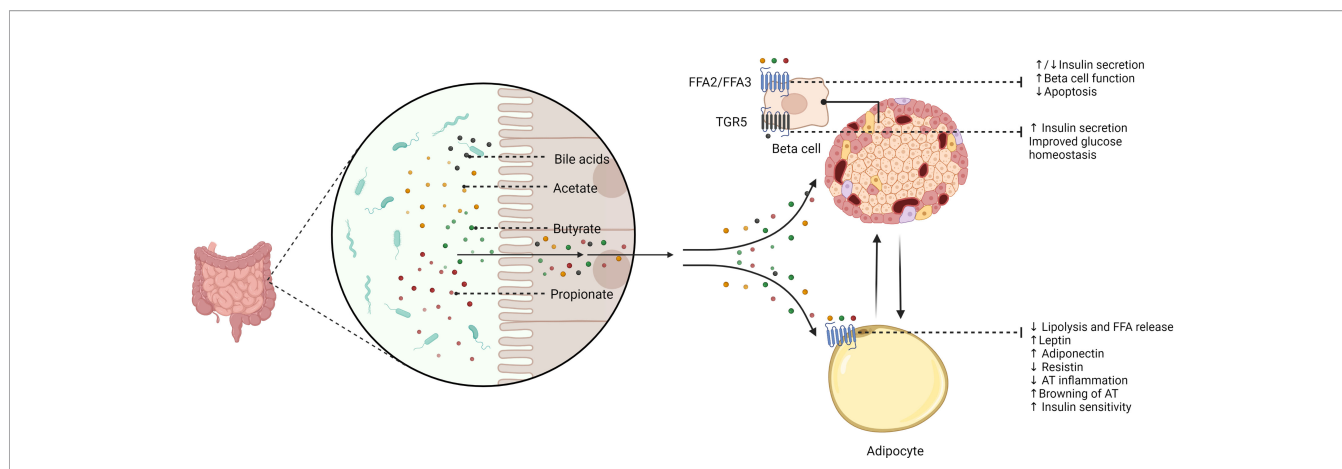 Bile acids
Acetate
Butyrate
Propionate
FFA2/FFA3
TGR5
Beta cell
↑/↓Insulin secretion
↑Beta cell function
↓Apoptosis
↑ Insulin secretion
Improved glucose
homeostasis
↓ Lipolysis and FFA release
↑Leptin
↑ Adiponectin
↓ Resistin
↓ AT inflammation
↑Browning of AT
↑ Insulin sensitivity
Adipocyte